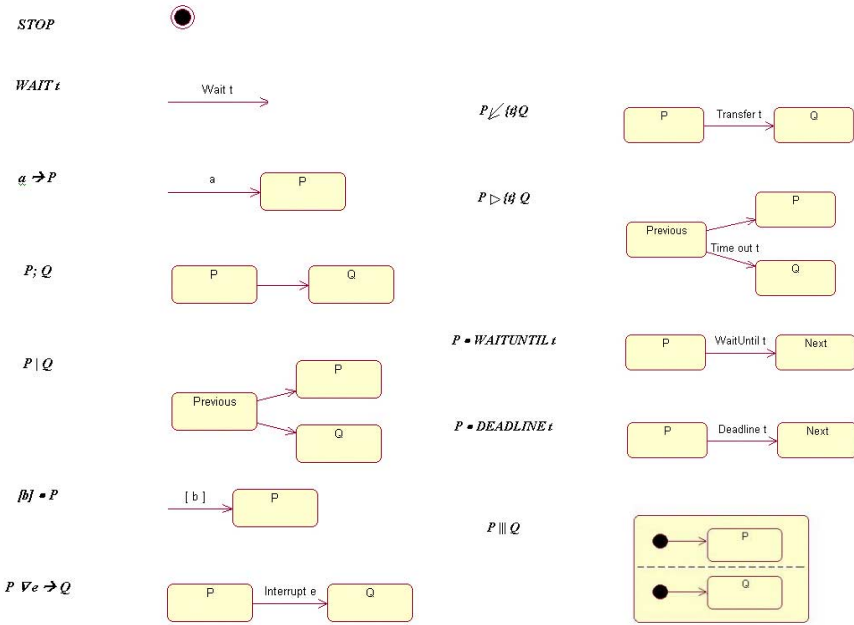 STOP
WAIT t
Wait t
a → P
a
P
P; Q
P
Q
P | Q
Previous
P
Q
[b] • P
[ b ]
P
P ∇ e → Q
P
Interrupt e
Q
P ↙ {t} Q
P
Transfer t
Q
P ▷ {t} Q
Previous
P
Time out t
Q
P • WAITUNTIL t
P
WaitUntil t
Next
P • DEADLINE t
P
Deadline t
Next
P ||| Q
P
Q